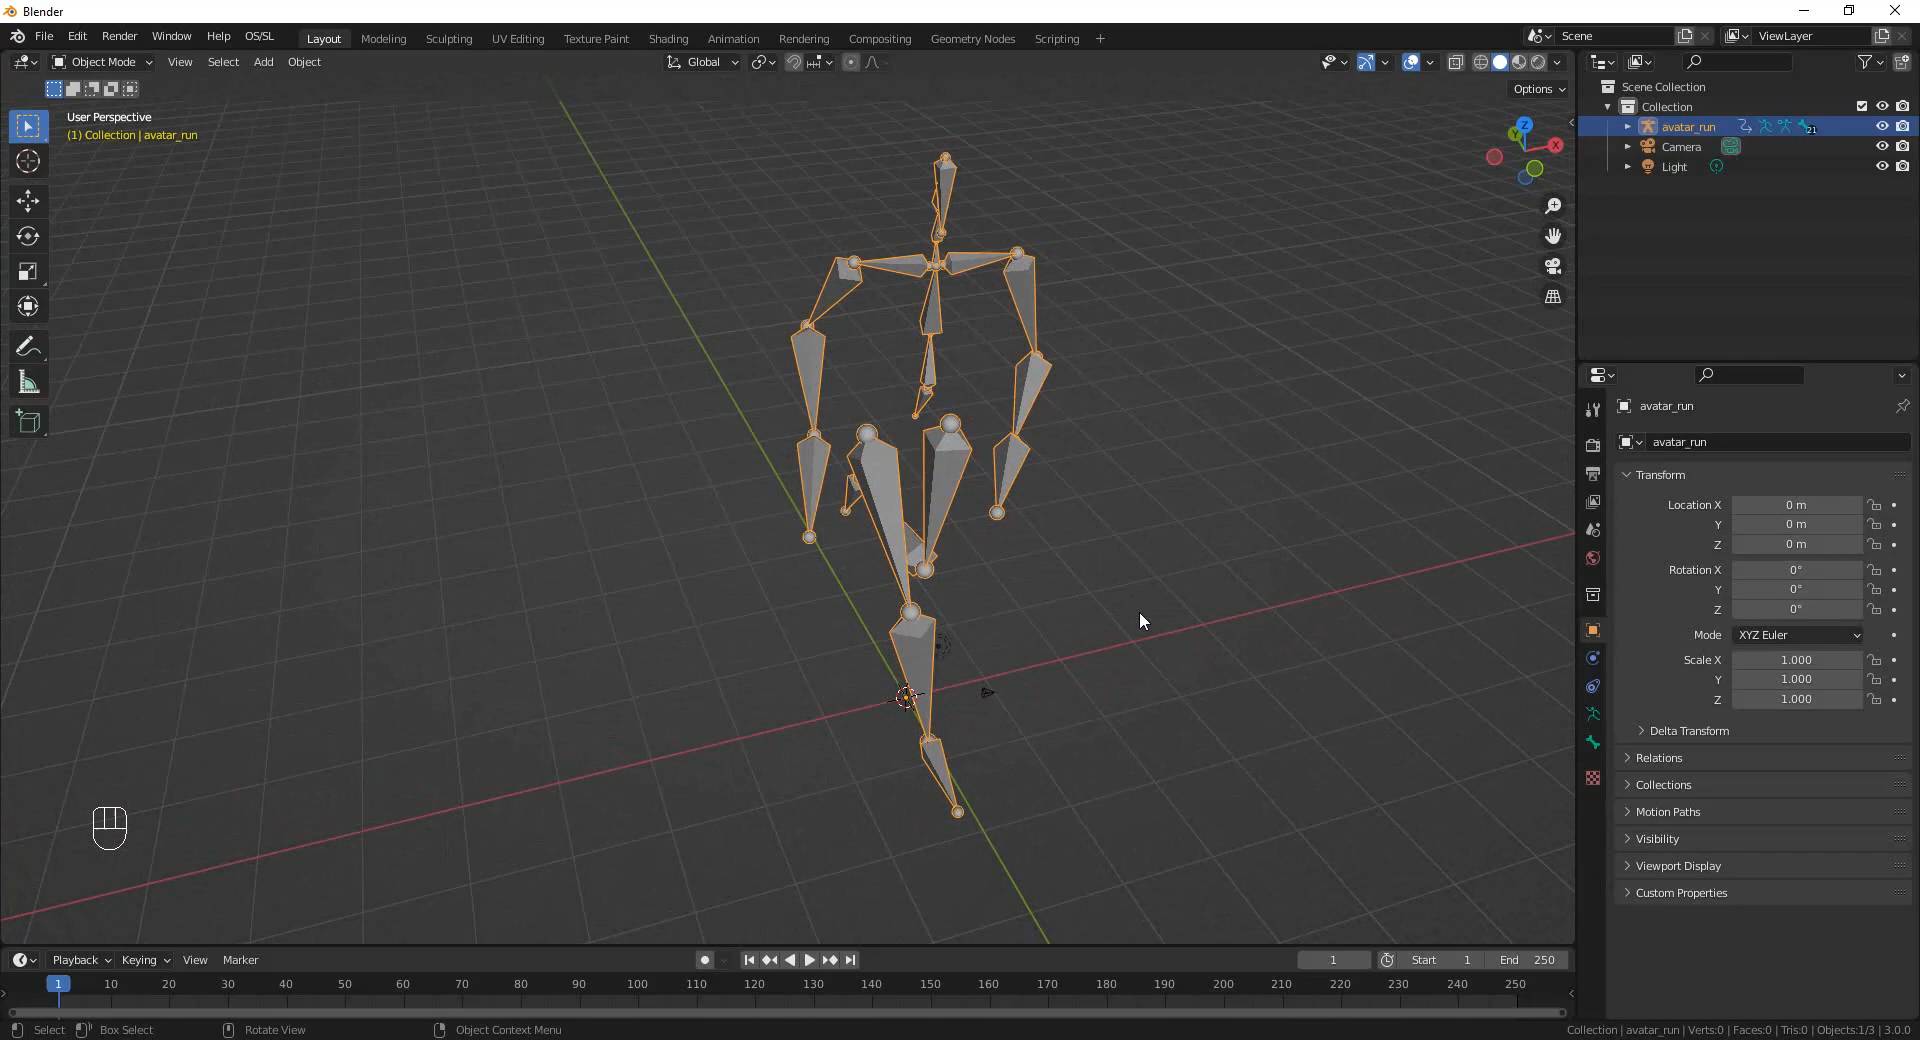 Blender
File Edit Render Window Help OS/SL Layout Modeling Sculpting UV Editing Texture Paint Shading Animation Rendering Compositing Geometry Nodes Scripting + Scene ViewLayer
Object Mode View Select Add Object Global
Options
User Perspective
(1) Collection | avatar_run
Z
Y
X
Scene Collection
Collection
avatar_run 21
Camera
Light
avatar_run
avatar_run
Transform
Location X 0 m
Y 0 m
Z 0 m
Rotation X 0°
Y 0°
Z 0°
Mode XYZ Euler
Scale X 1.000
Y 1.000
Z 1.000
Delta Transform
Relations
Collections
Motion Paths
Visibility
Viewport Display
Custom Properties
Playback Keying View Marker 1 Start 1 End 250
1 10 20 30 40 50 60 70 80 90 100 110 120 130 140 150 160 170 180 190 200 210 220 230 240 250
Select Box Select Rotate View Object Context Menu Collection | avatar_run | Verts:0 | Faces:0 | Tris:0 | Objects:1/3 | 3.0.0